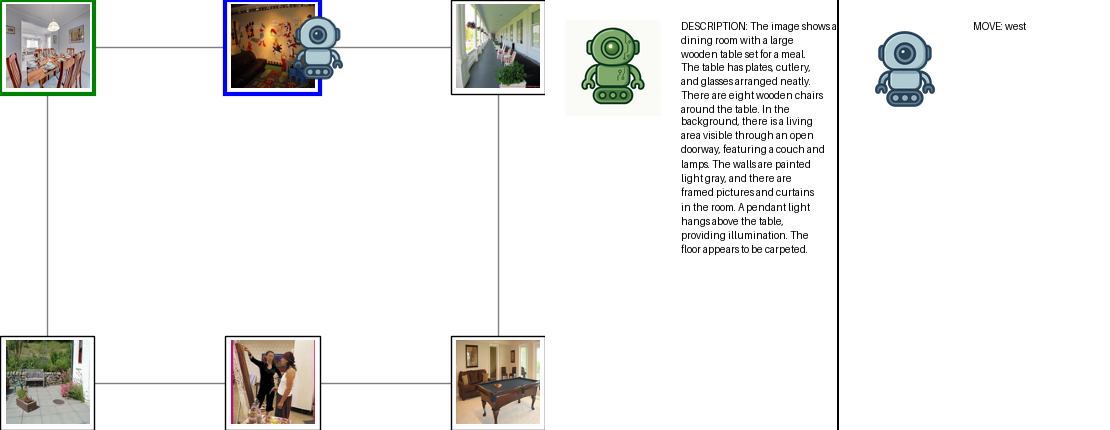 DESCRIPTION: The image shows a
dining room with a large
wooden table set for a meal.
The table has plates, cutlery,
and glasses arranged neatly.
There are eight wooden chairs
around the table. In the
background, there is a living
area visible through an open
doorway, featuring a couch and
lamps. The walls are painted
light gray, and there are
framed pictures and curtains
in the room. A pendant light
hangs above the table,
providing illumination. The
floor appears to be carpeted.
MOVE: west